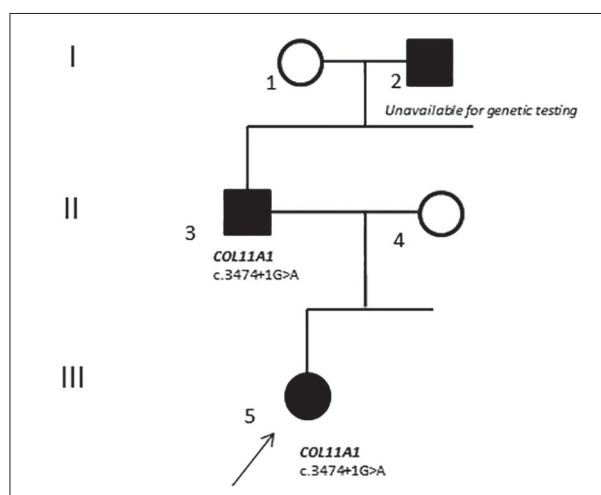 I
1
2
Unavailable for genetic testing
II
3
4
COL11A1
c.3474+1G>A
III
5
COL11A1
c.3474+1G>A